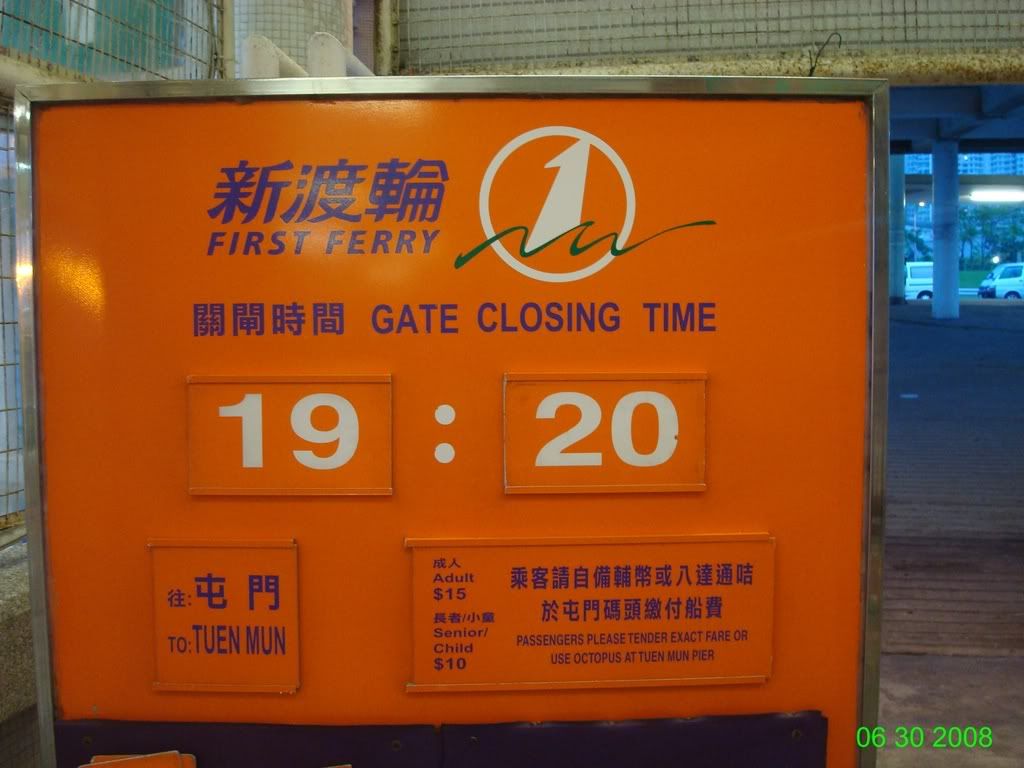 新渡輪
FIRST FERRY
1
關閘時間 GATE CLOSING TIME
19 : 20
往: 屯門
TO: TUEN MUN
成人
Adult
$15
長者/小童
Senior/
Child
$10
乘客請自備輔幣或八達通咭
於屯門碼頭繳付船費
PASSENGERS PLEASE TENDER EXACT FARE OR
USE OCTOPUS AT TUEN MUN PIER
06 30 2008